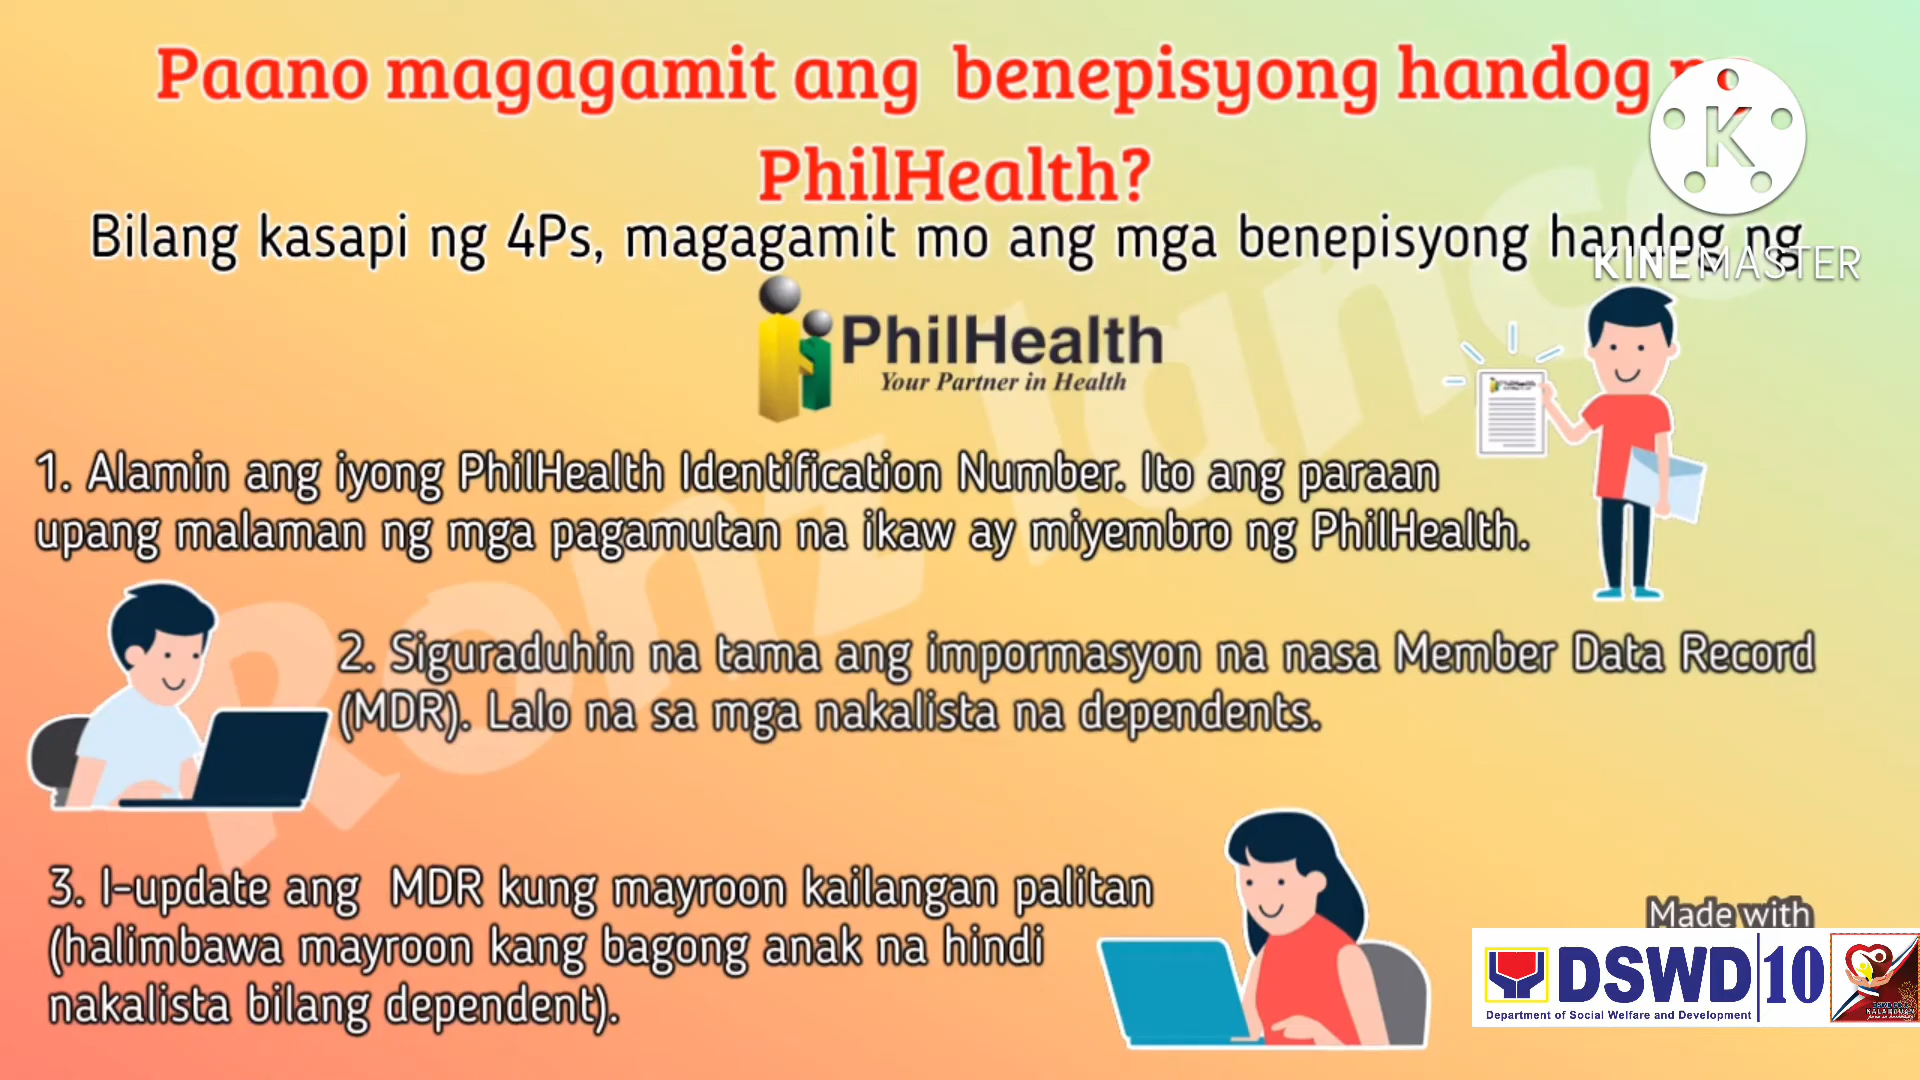 Paano magagamit ang benepisyong handog
PhilHealth?
Bilang kasapi ng 4Ps, magagamit mo ang mga benepisyong handog ng
K
KINEMASTER
PhilHealth
Your Partner in Health
1. Alamin ang iyong PhilHealth Identification Number. Ito ang paraan
upang malaman ng mga pagamutan na ikaw ay miyembro ng PhilHealth.
2. Siguraduhin na tama ang impormasyon na nasa Member Data Record
(MDR). Lalo na sa mga nakalista na dependents.
3. I-update ang MDR kung mayroon kailangan palitan
(halimbawa mayroon kang bagong anak na hindi
nakalista bilang dependent).
Made with
DSWD 10
Department of Social Welfare and Development